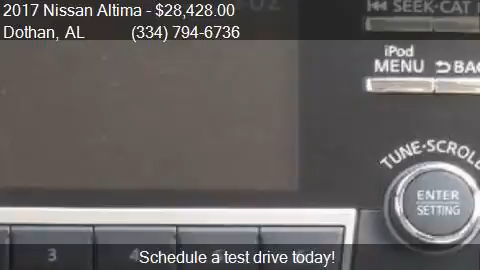 2017 Nissan Altima - $28,428.00
Dothan, AL (334) 794-6736
SEEK·CAT
iPod
MENU
TUNE·SCROLL
ENTER
SETTING
3
4
Schedule a test drive today!